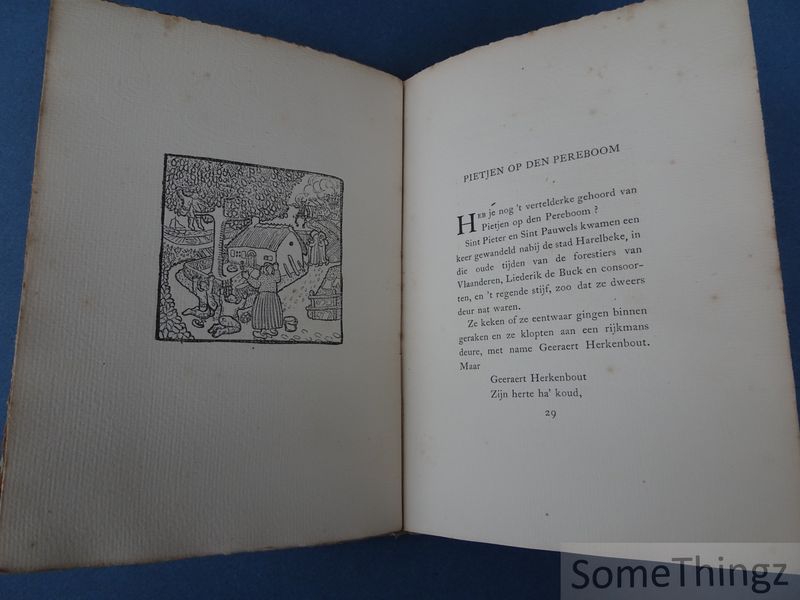 PIETJEN OP DEN PEREBOOM
HEB je nog 't vertelderke gehoord van
Pietjen op den Pereboom ?
Sint Pieter en Sint Pauwels kwamen een
keer gewandeld nabij de stad Harelbeke, in
die oude tijden van de forestiers van
Vlaanderen, Liederik de Buck en consoor-
ten, en 't regende stijf, zoo dat ze dweers
deur nat waren.
Ze keken of ze eentwaar gingen binnen
geraken en ze klopten aan een rijkmans
deure, met name Geeraert Herkenbout.
Maar
Geeraert Herkenbout
Zijn herte ha' koud,
29
SomeThingz